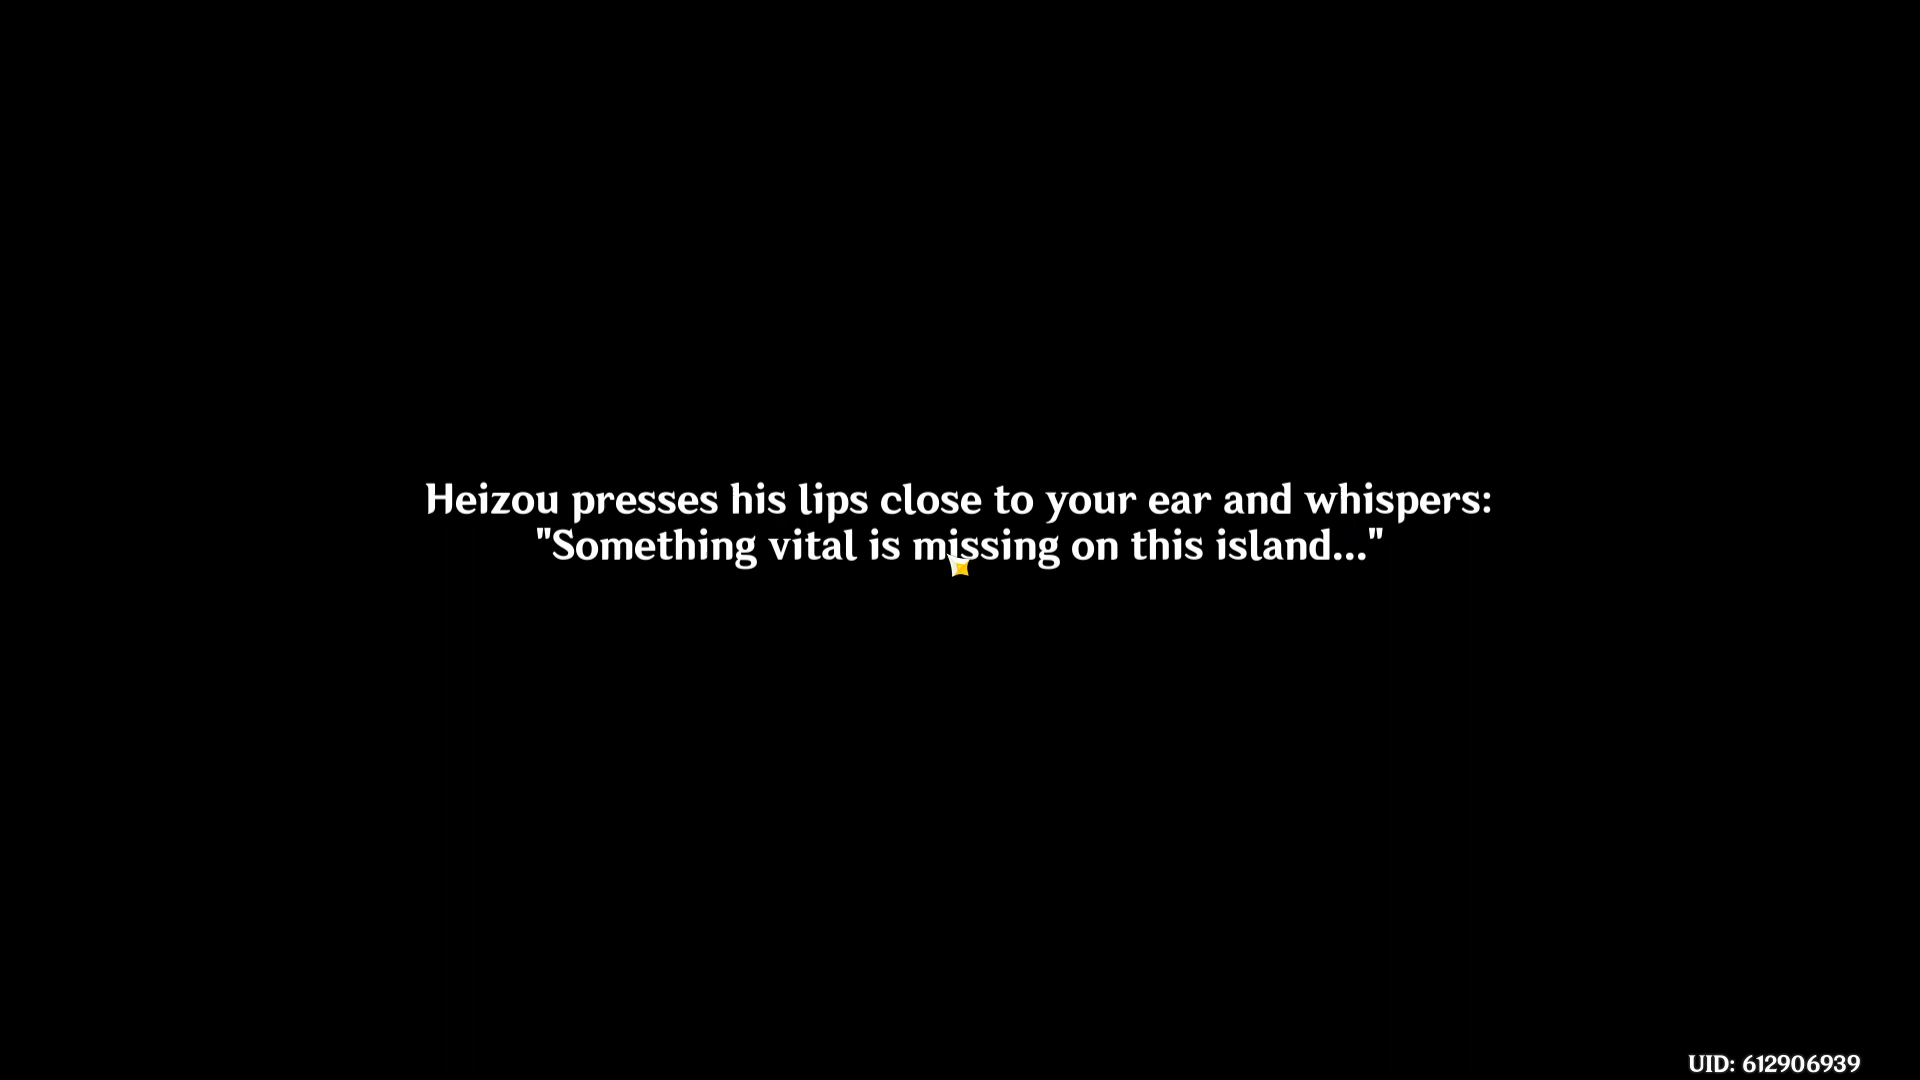 Heizou presses his lips close to your ear and whispers:
"Something vital is missing on this island..."
UID: 612906939